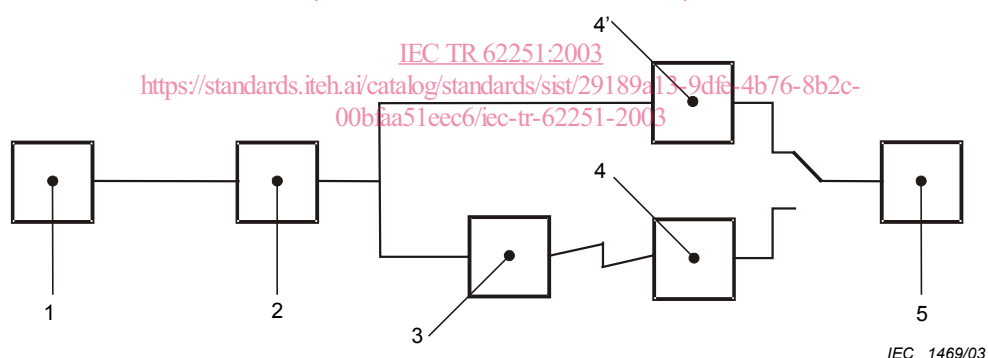 4’
IEC TR 62251:2003
https://standards.iteh.ai/catalog/standards/sist/29189a13-9dfe-4b76-8b2c-
00bfaa51eec6/iec-tr-62251-2003
4
1
2
3
5
IEC 1469/03